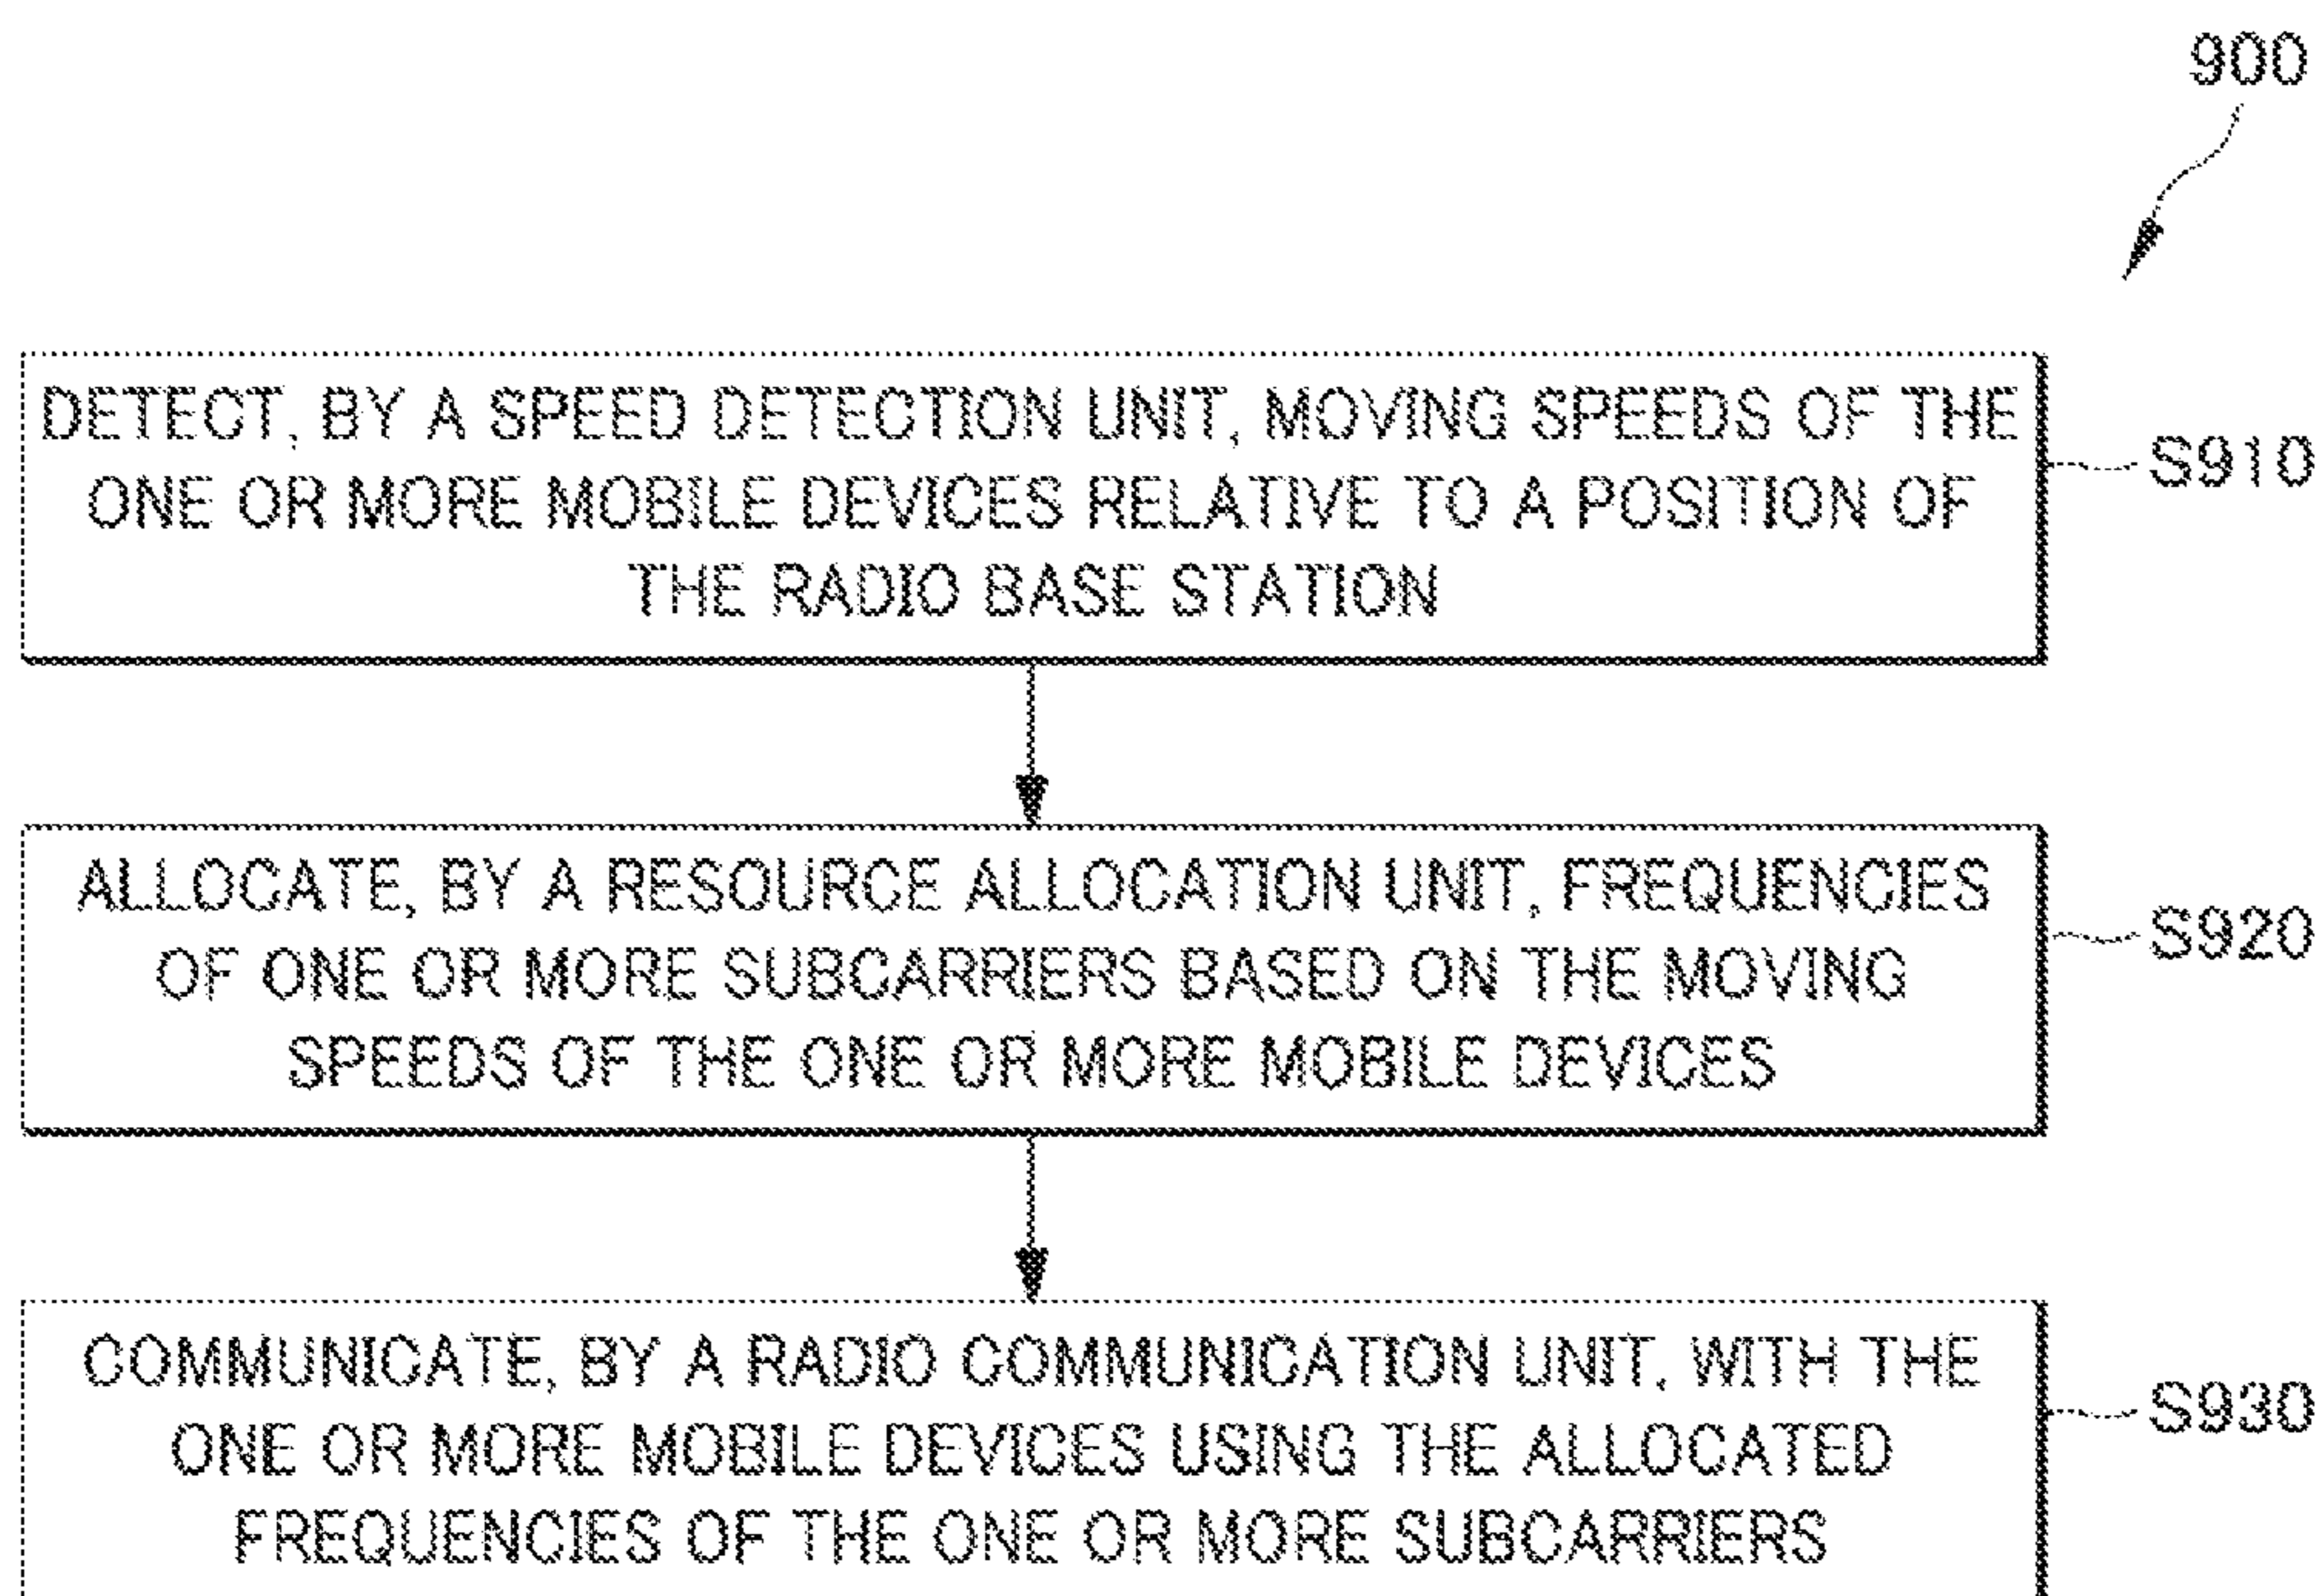 900
DETECT, BY A SPEED DETECTION UNIT, MOVING SPEEDS OF THE
ONE OR MORE MOBILE DEVICES RELATIVE TO A POSITION OF
THE RADIO BASE STATION
S910
ALLOCATE, BY A RESOURCE ALLOCATION UNIT, FREQUENCIES
OF ONE OR MORE SUBCARRIERS BASED ON THE MOVING
SPEEDS OF THE ONE OR MORE MOBILE DEVICES
S920
COMMUNICATE, BY A RADIO COMMUNICATION UNIT, WITH THE
ONE OR MORE MOBILE DEVICES USING THE ALLOCATED
FREQUENCIES OF THE ONE OR MORE SUBCARRIERS
S930